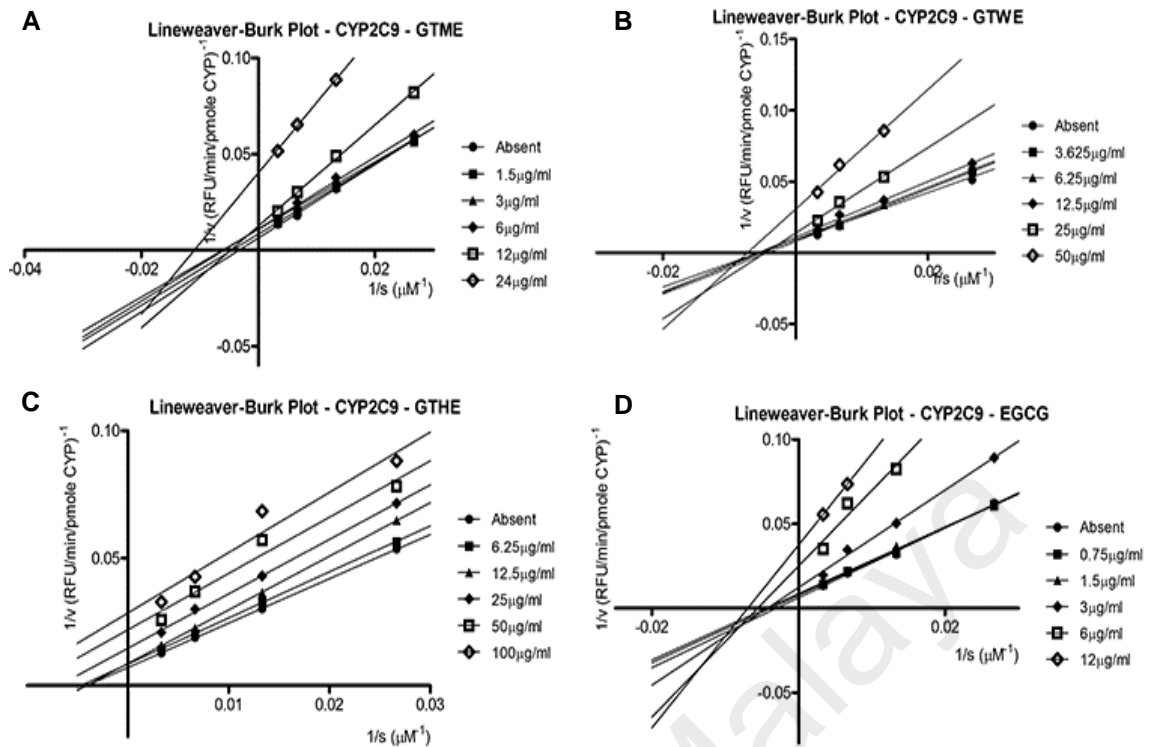 A
Lineweaver-Burk Plot - CYP2C9 - GTME
1/v (RFU/min/pmole CYP)⁻¹
0.10
0.05
-0.05
-0.04
-0.02
0.02
1/s (μM⁻¹)
Absent
1.5μg/ml
3μg/ml
6μg/ml
12μg/ml
24μg/ml
B
Lineweaver-Burk Plot - CYP2C9 - GTWE
1/v (RFU/min/pmole CYP)⁻¹
0.15
0.10
0.05
-0.05
-0.02
0.02
1/s (μM⁻¹)
Absent
3.625μg/ml
6.25μg/ml
12.5μg/ml
25μg/ml
50μg/ml
C
Lineweaver-Burk Plot - CYP2C9 - GTHE
1/v (RFU/min/pmole CYP)⁻¹
0.10
0.05
0.01
0.02
0.03
1/s (μM⁻¹)
Absent
6.25μg/ml
12.5μg/ml
25μg/ml
50μg/ml
100μg/ml
D
Lineweaver-Burk Plot - CYP2C9 - EGCG
1/v (RFU/min/pmole CYP)⁻¹
0.10
0.05
-0.05
-0.02
0.02
1/s (μM⁻¹)
Absent
0.75μg/ml
1.5μg/ml
3μg/ml
6μg/ml
12μg/ml
Malaya